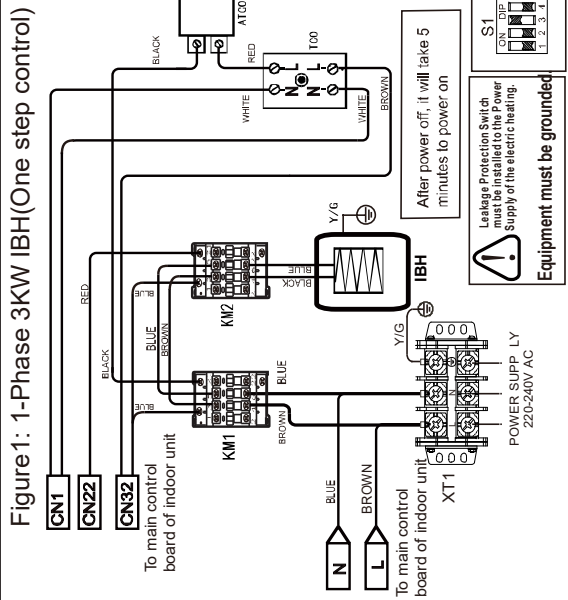 Figure1: 1-Phase 3KW IBH(One step control)
CN1
CN22
CN32
To main control
board of indoor unit
BLACK
RED
BLACK
BLUE
BLUE
BLUE
BROWN
KM1
KM2
BLUE
BROWN
BLACK
BLUE
IBH
Y/G
ATCO
RED
TCO
L
L
N
N
WHITE
WHITE
BROWN
After power off, it will take 5
minutes to power on
S1
ON DIP
1 2 3 4
Leakage Protection Switch
must be installed to the Power
Supply of the electric heating.
!
Equipment must be grounded.
N
L
To main control
board of indoor unit
BLUE
BROWN
Y/G
L
N
XT1
POWER SUPP LY
220-240V AC